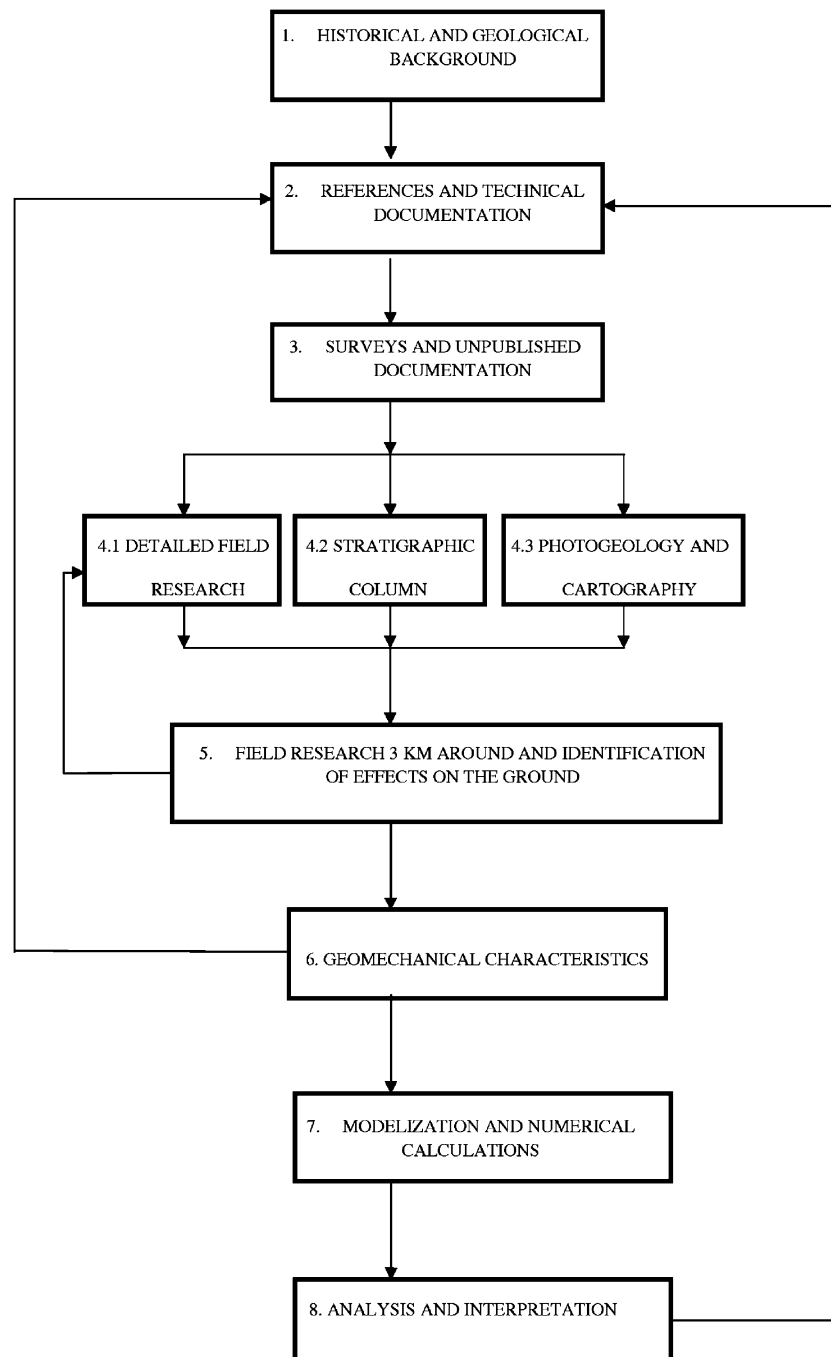 1. HISTORICAL AND GEOLOGICAL
BACKGROUND
2. REFERENCES AND TECHNICAL
DOCUMENTATION
3. SURVEYS AND UNPUBLISHED
DOCUMENTATION
4.1 DETAILED FIELD
RESEARCH
4.2 STRATIGRAPHIC
COLUMN
4.3 PHOTOGEOLOGY AND
CARTOGRAPHY
5. FIELD RESEARCH 3 KM AROUND AND IDENTIFICATION
OF EFFECTS ON THE GROUND
6. GEOMECHANICAL CHARACTERISTICS
7. MODELIZATION AND NUMERICAL
CALCULATIONS
8. ANALYSIS AND INTERPRETATION